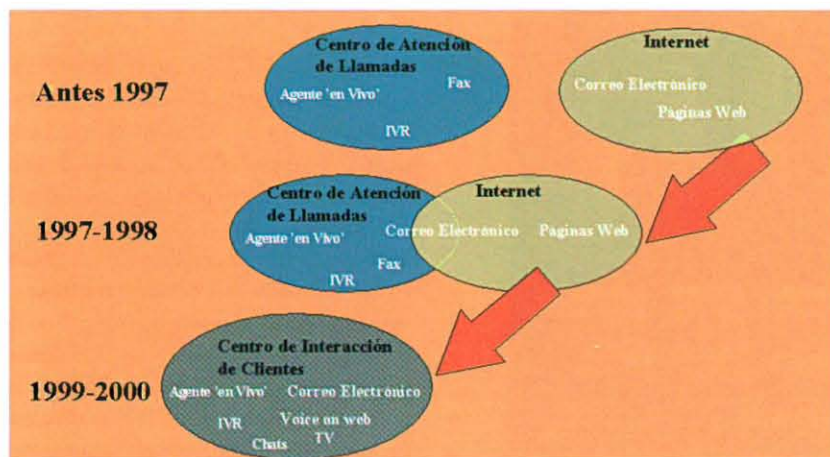 Antes 1997
Centro de Atención
de Llamadas
Agente 'en Vivo'
Fax
IVR
Internet
Correo Electrónico
Páginas Web
1997-1998
Centro de Atención
de Llamadas
Agente 'en Vivo'
Fax
IVR
Internet
Correo Electrónico
Paginas Web
1999-2000
Centro de Interacción
de Clientes
Agente 'en Vivo'
Correo Electrónico
IVR
Voice on web
Chats
TV